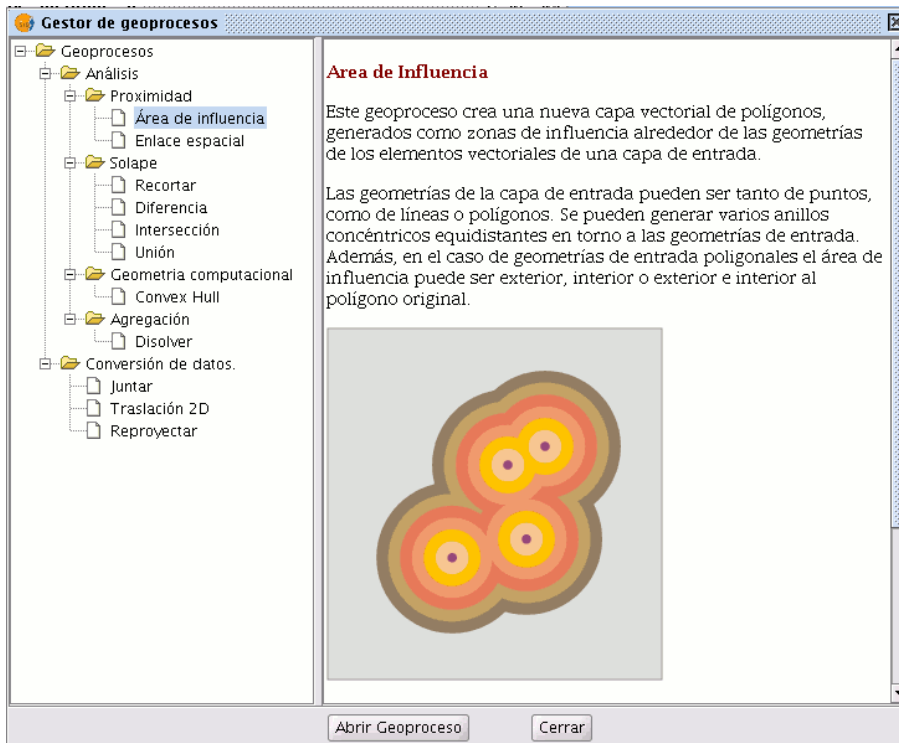 Gestor de geoprocesos
Geoprocesos
Análisis
Proximidad
Área de influencia
Enlace espacial
Solape
Recortar
Diferencia
Intersección
Unión
Geometria computacional
Convex Hull
Agregación
Disolver
Conversión de datos.
Juntar
Traslación 2D
Reproyectar
Area de Influencia
Este geoproceso crea una nueva capa vectorial de polígonos,
generados como zonas de influencia alrededor de las geometrías
de los elementos vectoriales de una capa de entrada.
Las geometrías de la capa de entrada pueden ser tanto de puntos,
como de líneas o polígonos. Se pueden generar varios anillos
concéntricos equidistantes en torno a las geometrías de entrada.
Además, en el caso de geometrías de entrada poligonales el área de
influencia puede ser exterior, interior o exterior e interior al
polígono original.
Abrir Geoproceso
Cerrar